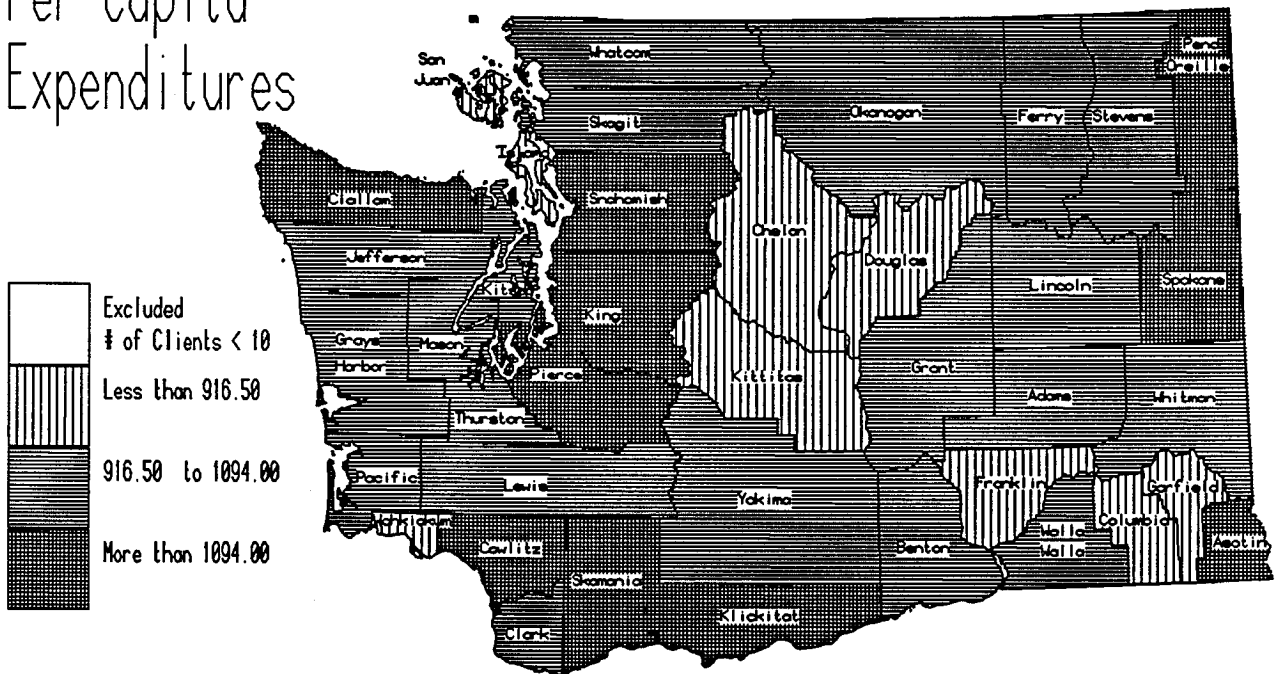 Per Capita
Expenditures
Excluded
# of Clients < 10
Less than 916.50
916.50 to 1094.00
More than 1094.00
San
Juan
Whatcom
Pend
Oreille
Skagit
Okanogan
Ferry
Stevens
Island
Clallam
Snohomish
Chelan
Jefferson
Douglas
Kitsap
Lincoln
Spokane
King
Grays
Harbor
Mason
Pierce
Kittitas
Grant
Adams
Whitman
Thurston
Pacific
Lewis
Yakima
Franklin
Garfield
Wahkiakum
Cowlitz
Columbia
Walla
Walla
Benton
Asotin
Skamania
Klickitat
Clark